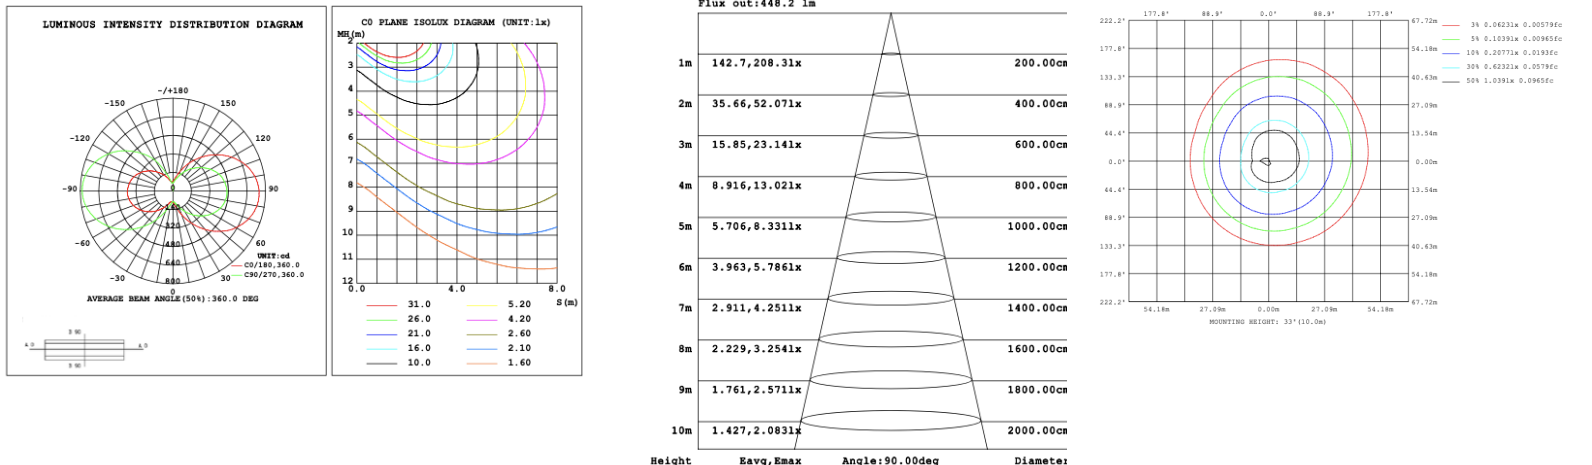 LUMINOUS INTENSITY DISTRIBUTION DIAGRAM
-/+180
-150
150
-120
120
-90
90
-60
60
-30
30
0
0
160
320
480
660
800
UNIT:cd
C0/180,360.0
C90/270,360.0
AVERAGE BEAM ANGLE(50%):360.0 DEG
C0 PLANE ISOLUX DIAGRAM (UNIT:lx)
MH(m)
2
3
4
5
6
7
8
9
10
11
12
0.0
4.0
8.0
S(m)
31.0
5.20
26.0
4.20
21.0
2.60
16.0
2.10
10.0
1.60
Flux out:448.2 lm
1m 142.7,208.3lx 200.00cm
2m 35.66,52.07lx 400.00cm
3m 15.85,23.14lx 600.00cm
4m 8.916,13.02lx 800.00cm
5m 5.706,8.331lx 1000.00cm
6m 3.963,5.786lx 1200.00cm
7m 2.911,4.251lx 1400.00cm
8m 2.229,3.254lx 1600.00cm
9m 1.761,2.571lx 1800.00cm
10m 1.427,2.083lx 2000.00cm
Height Eavg,Emax Angle:90.00deg Diameter
177.8' 88.9' 0.0' 88.9' 177.8'
222.2' 67.72m
177.8' 54.18m
133.3' 40.63m
88.9' 27.09m
44.4' 13.54m
0.0' 0.00m
44.4' 13.54m
88.9' 27.09m
133.3' 40.63m
177.8' 54.18m
222.2' 67.72m
54.18m 27.09m 0.00m 27.09m 54.18m
MOUNTING HEIGHT: 33'(10.0m)
3% 0.0623lx 0.00579fc
5% 0.1039lx 0.00965fc
10% 0.2077lx 0.0193fc
30% 0.6232lx 0.0579fc
50% 1.039lx 0.0965fc